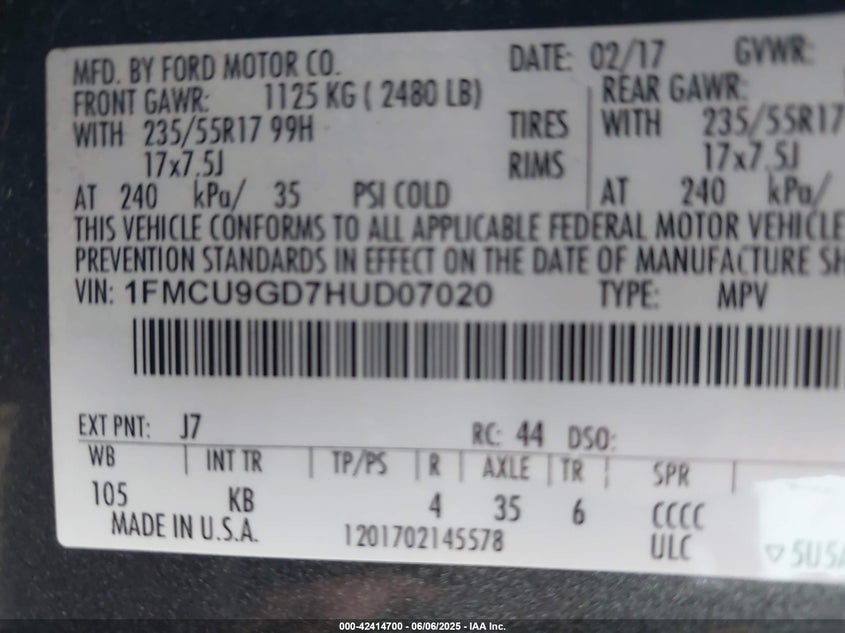 MFD. BY FORD MOTOR CO. DATE: 02/17 GVWR:
FRONT GAWR: 1125 KG ( 2480 LB) REAR GAWR:
WITH 235/55R17 99H TIRES WITH 235/55R17
17x7.5J RIMS 17x7.5J
AT 240 kPa/ 35 PSI COLD AT 240 kPa/
THIS VEHICLE CONFORMS TO ALL APPLICABLE FEDERAL MOTOR VEHICLE
PREVENTION STANDARDS IN EFFECT ON THE DATE OF MANUFACTURE SH
VIN: 1FMCU9GD7HUD07020 TYPE: MPV
EXT PNT: J7 RC: 44 DSO:
WB INT TR TP/PS R AXLE TR SPR
105 KB 4 35 6 CCCC
MADE IN U.S.A. 1201702145578 ULC 5U5A
000-42414700 - 06/06/2025 - IAA Inc.